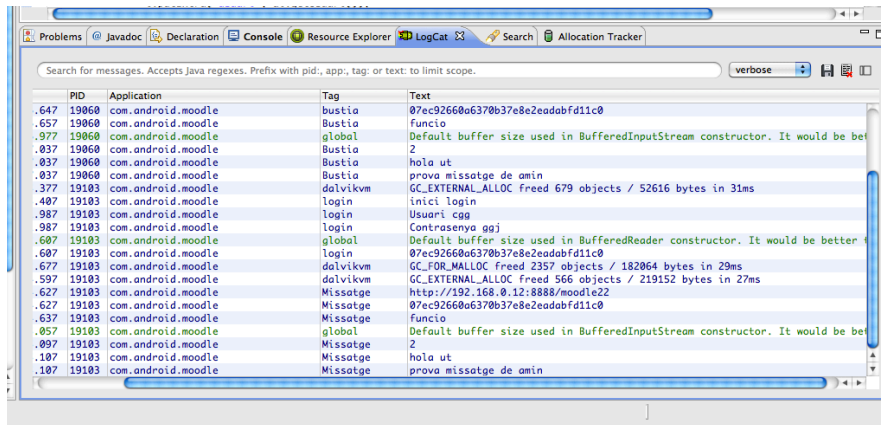 Problems @ Javadoc Declaration Console Resource Explorer LogCat Search Allocation Tracker
Search for messages. Accepts Java regexes. Prefix with pid:, app:, tag: or text: to limit scope. verbose
PID Application Tag Text
.647 19060 com.android.moodle bustia 07ec92660a6370b37e8e2eadabfd11c0
.657 19060 com.android.moodle Bustia funcio
.977 19060 com.android.moodle global Default buffer size used in BufferedInputStream constructor. It would be bet
.037 19060 com.android.moodle Bustia 2
.037 19060 com.android.moodle Bustia hola ut
.037 19060 com.android.moodle Bustia prova missatge de amin
.377 19103 com.android.moodle dalvikvm GC_EXTERNAL_ALLOC freed 679 objects / 52616 bytes in 31ms
.407 19103 com.android.moodle login inici login
.987 19103 com.android.moodle login Usuari cgg
.987 19103 com.android.moodle login Contrasenya ggj
.607 19103 com.android.moodle global Default buffer size used in BufferedReader constructor. It would be better
.607 19103 com.android.moodle login 07ec92660a6370b37e8e2eadabfd11c0
.677 19103 com.android.moodle dalvikvm GC_FOR_MALLOC freed 2357 objects / 182064 bytes in 29ms
.597 19103 com.android.moodle dalvikvm GC_EXTERNAL_ALLOC freed 566 objects / 219152 bytes in 27ms
.627 19103 com.android.moodle Missatge http://192.168.0.12:8888/moodle22
.627 19103 com.android.moodle Missatge 07ec92660a6370b37e8e2eadabfd11c0
.637 19103 com.android.moodle Missatge funcio
.057 19103 com.android.moodle global Default buffer size used in BufferedInputStream constructor. It would be bet
.097 19103 com.android.moodle Missatge 2
.107 19103 com.android.moodle Missatge hola ut
.107 19103 com.android.moodle Missatge prova missatge de amin